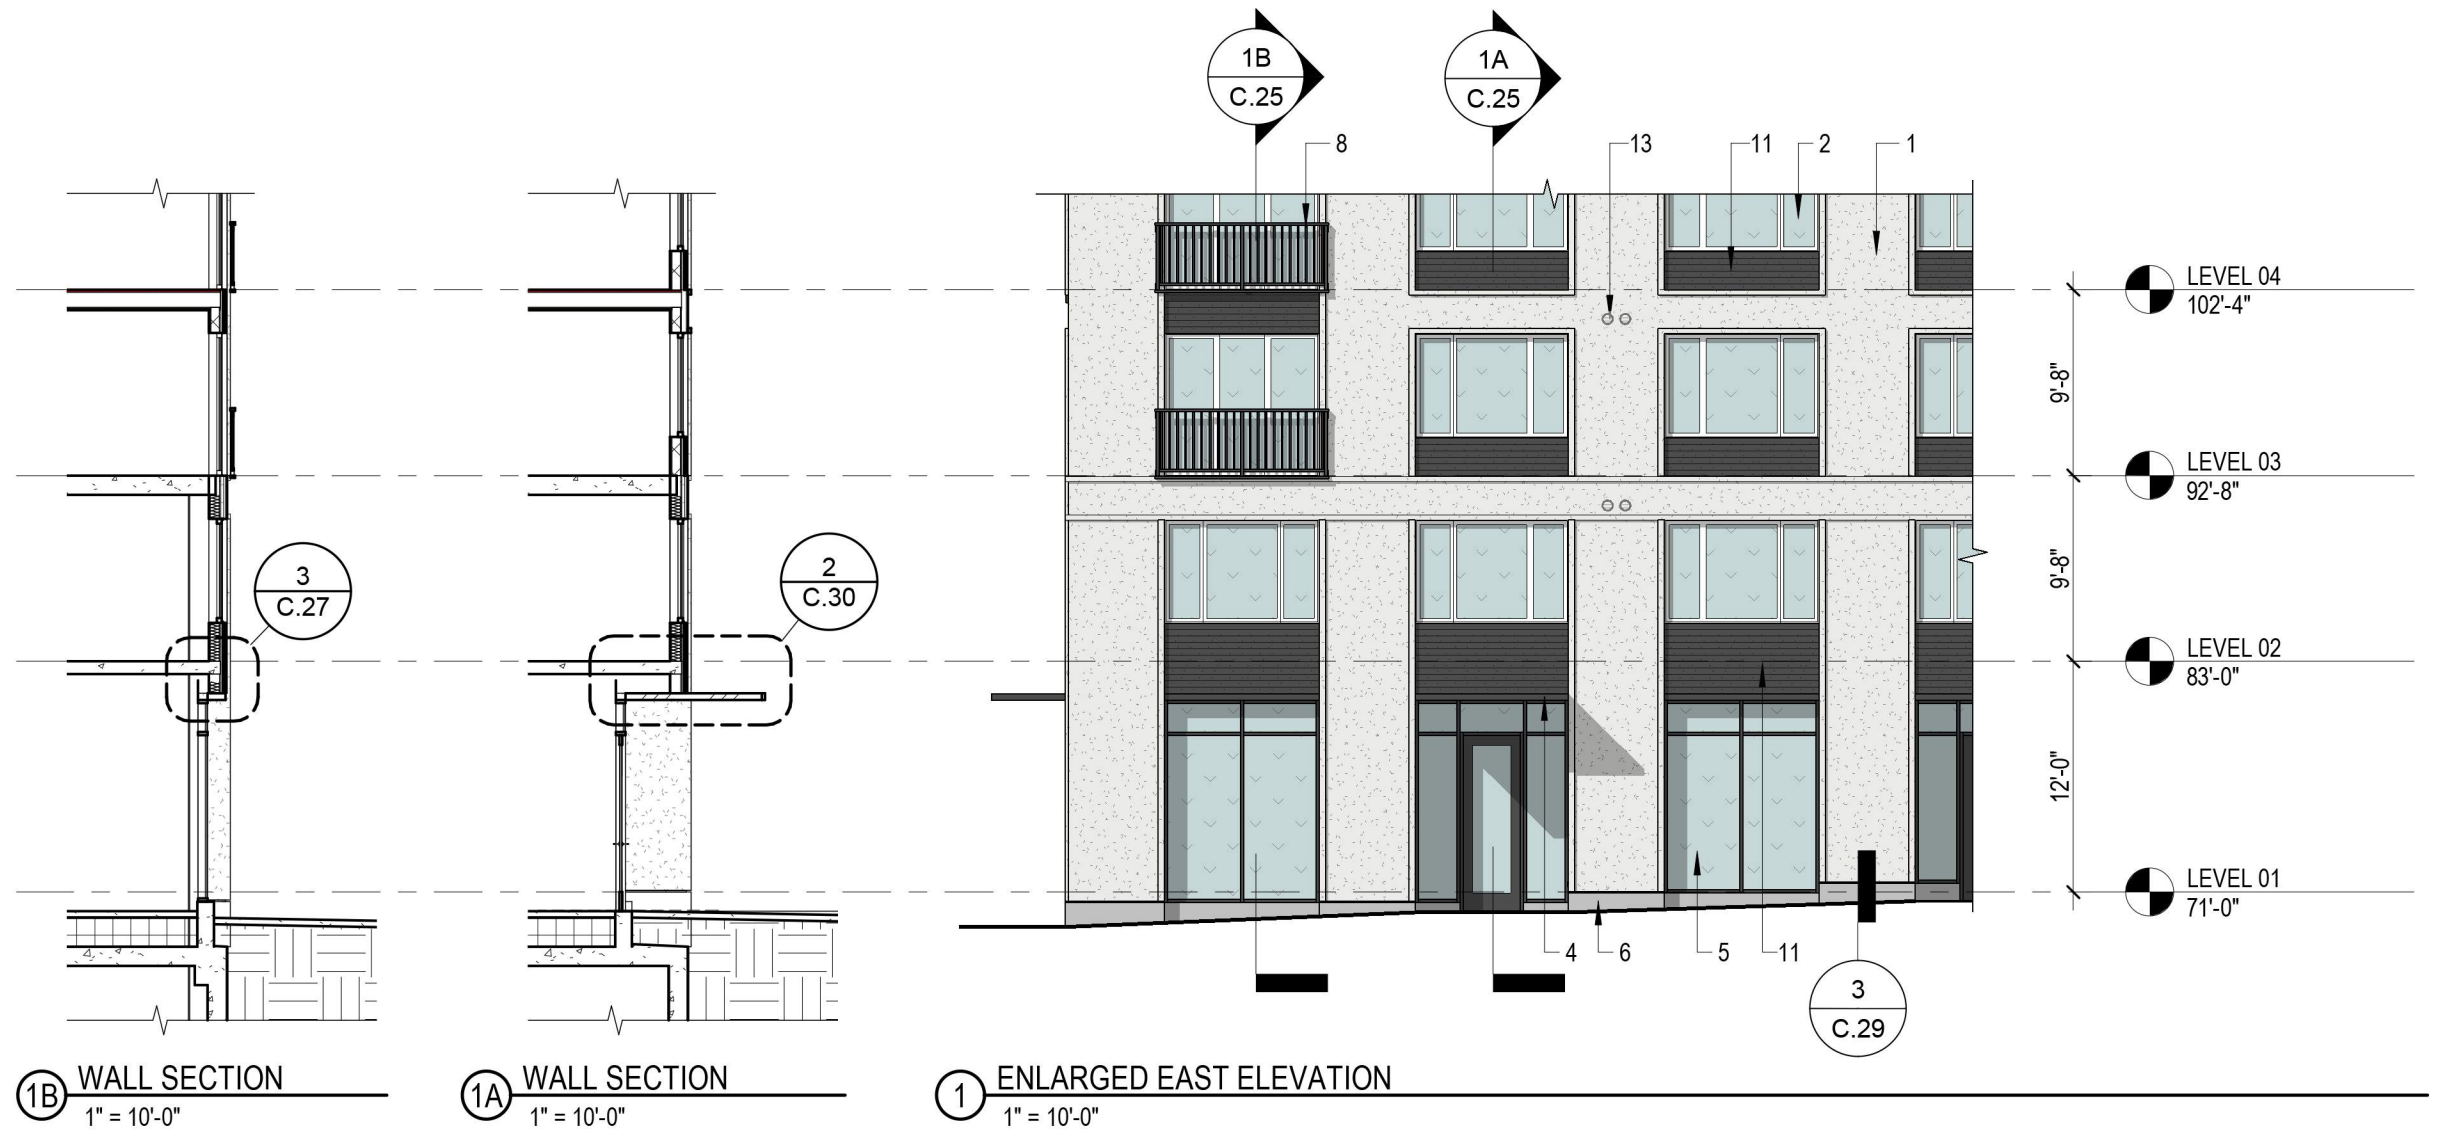 1B
C.25
1A
C.25
8
13
11
2
1
LEVEL 04
102'-4"
9'-8"
LEVEL 03
92'-8"
9'-8"
3
C.27
2
C.30
LEVEL 02
83'-0"
12'-0"
LEVEL 01
71'-0"
4
6
5
11
3
C.29
1B
WALL SECTION
1" = 10'-0"
1A
WALL SECTION
1" = 10'-0"
1
ENLARGED EAST ELEVATION
1" = 10'-0"